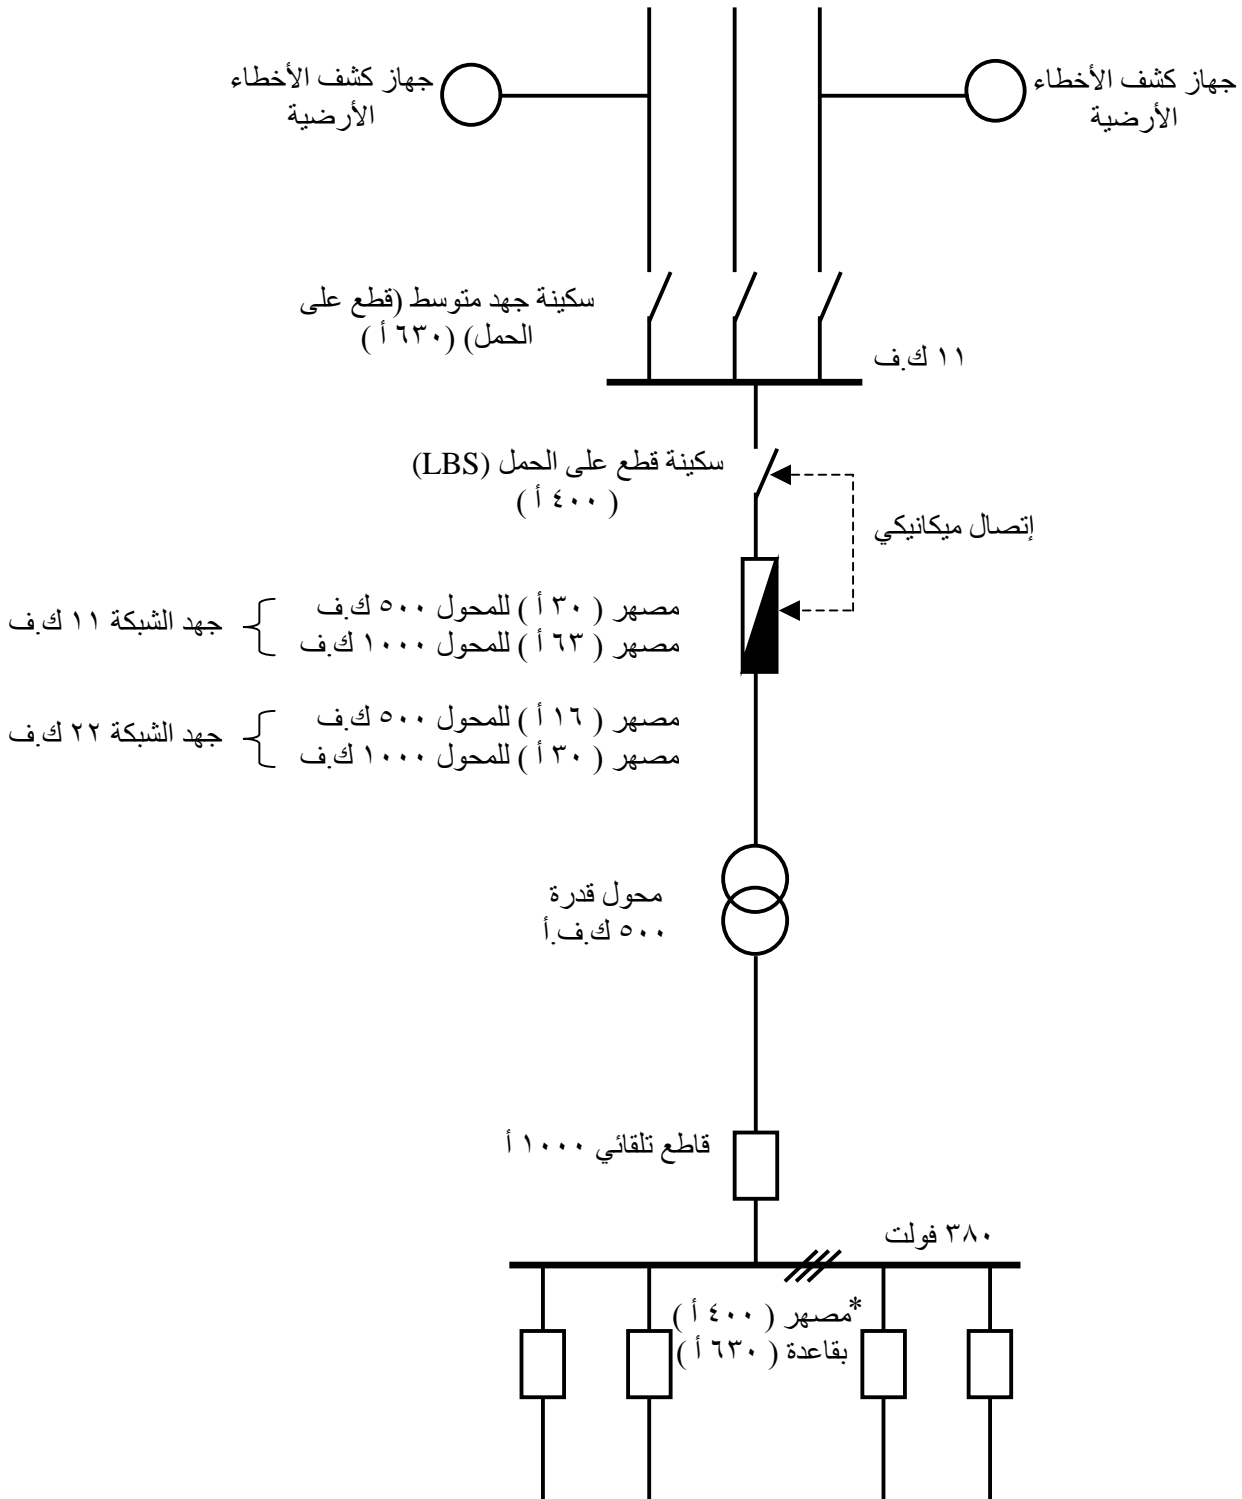 جهاز كشف الأخطاء
الأرضية
جهاز كشف الأخطاء
الأرضية
سكينة جهد متوسط (قطع على
الحمل) (٦٣٠ أ )
١١ ك.ف
سكينة قطع على الحمل (LBS)
( ٤٠٠ أ )
إتصال ميكانيكي
مصهر ( ٣٠ أ ) للمحول ٥٠٠ ك.ف
مصهر ( ٦٣ أ ) للمحول ١٠٠٠ ك.ف
جهد الشبكة ١١ ك.ف
مصهر ( ١٦ أ ) للمحول ٥٠٠ ك.ف
مصهر ( ٣٠ أ ) للمحول ١٠٠٠ ك.ف
جهد الشبكة ٢٢ ك.ف
محول قدرة
٥٠٠ ك.ف.أ
قاطع تلقائي ١٠٠٠ أ
٣٨٠ فولت
*مصهر ( ٤٠٠ أ )
بقاعدة ( ٦٣٠ أ )